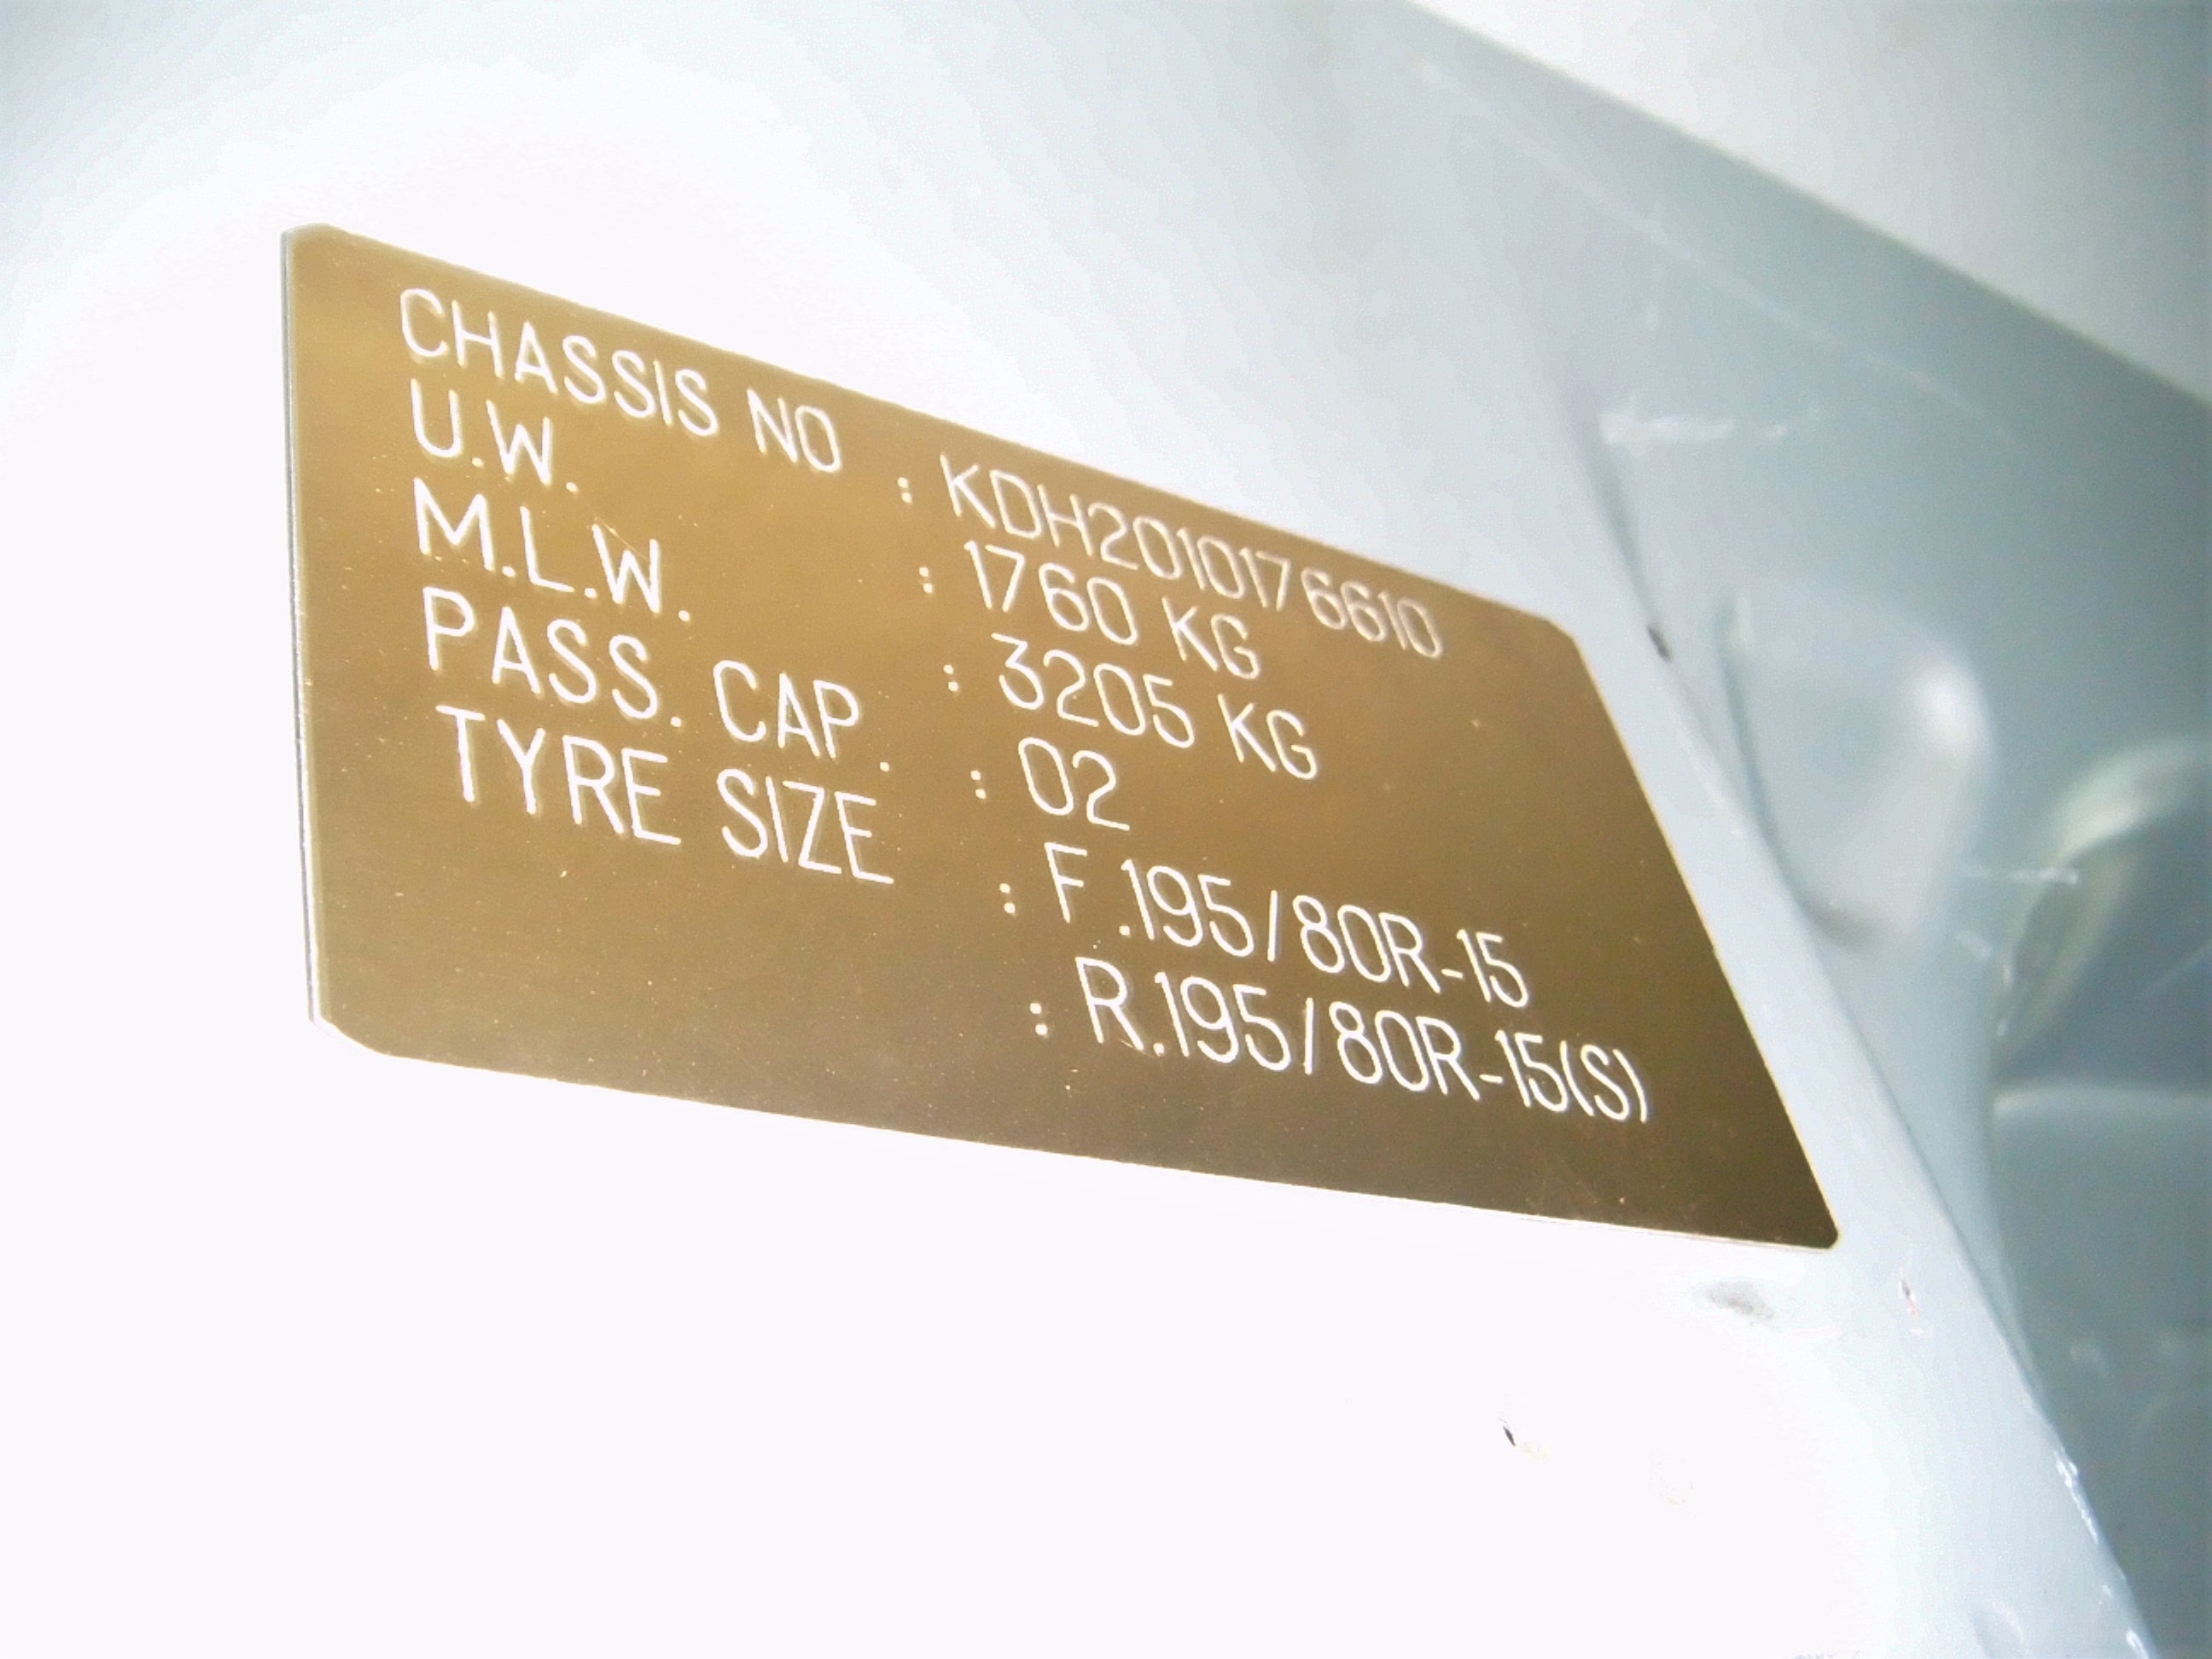 CHASSIS NO : KDH2010176610
U.W. : 1760 KG
M.L.W. : 3205 KG
PASS. CAP. : 02
TYRE SIZE : F.195/80R-15
: R.195/80R-15(S)